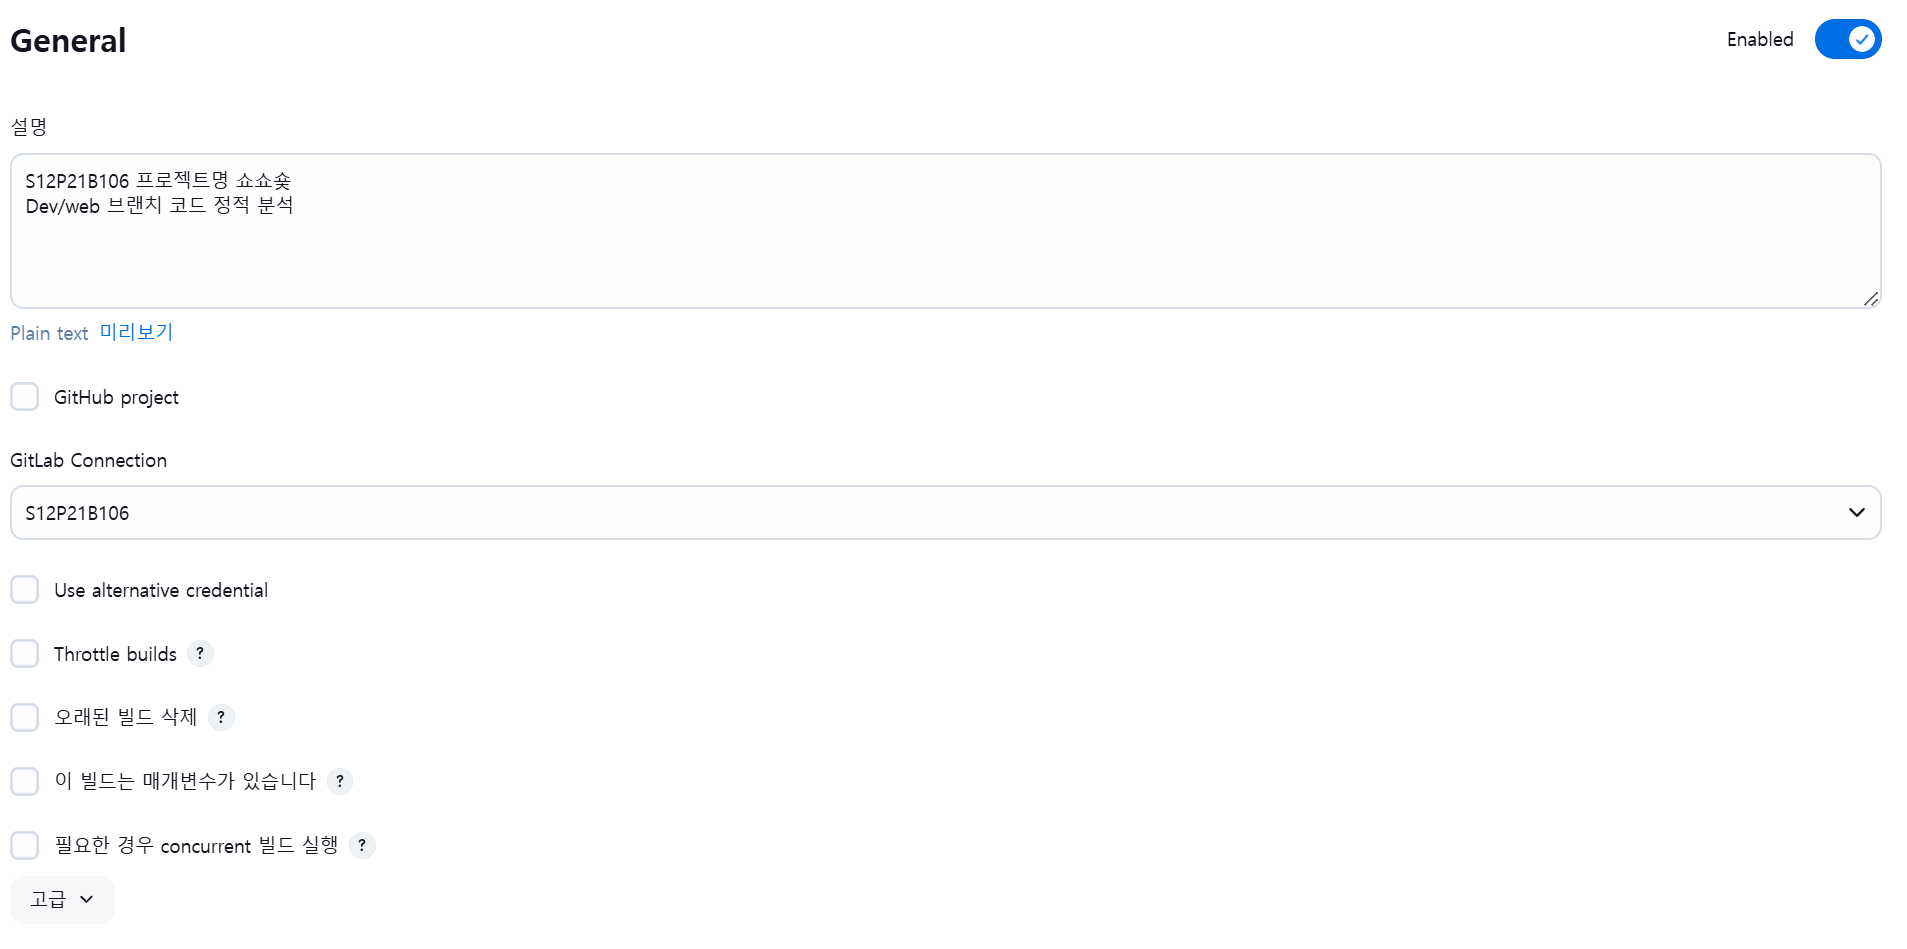 General
Enabled
설명
S12P21B106 프로젝트명 쇼쇼숓
Dev/web 브랜치 코드 정적 분석
Plain text 미리보기
GitHub project
GitLab Connection
S12P21B106
Use alternative credential
Throttle builds ?
오래된 빌드 삭제 ?
이 빌드는 매개변수가 있습니다 ?
필요한 경우 concurrent 빌드 실행 ?
고급